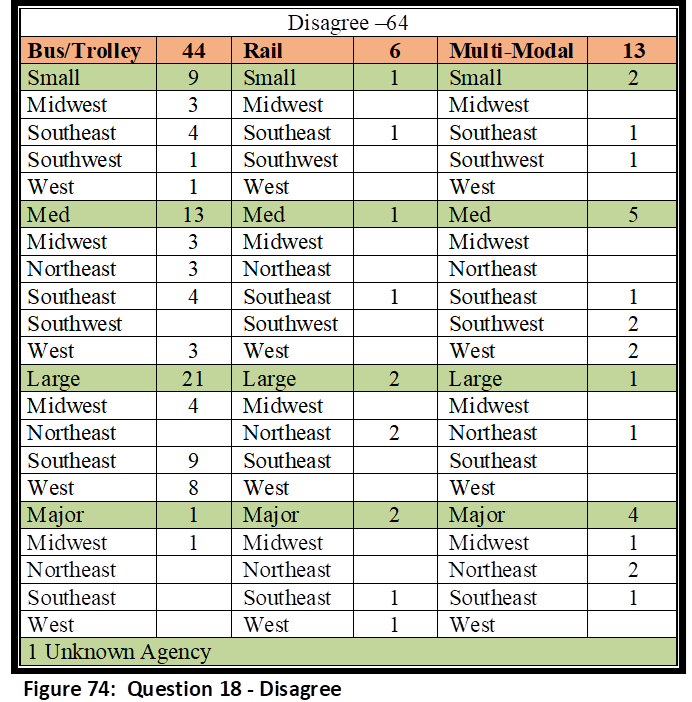 Disagree –64
Bus/Trolley 44 Rail 6 Multi-Modal 13
Small 9 Small 1 Small 2
Midwest 3 Midwest Midwest
Southeast 4 Southeast 1 Southeast 1
Southwest 1 Southwest Southwest 1
West 1 West West
Med 13 Med 1 Med 5
Midwest 3 Midwest Midwest
Northeast 3 Northeast Northeast
Southeast 4 Southeast 1 Southeast 1
Southwest Southwest Southwest 2
West 3 West West 2
Large 21 Large 2 Large 1
Midwest 4 Midwest Midwest
Northeast Northeast 2 Northeast 1
Southeast 9 Southeast Southeast
West 8 West West
Major 1 Major 2 Major 4
Midwest 1 Midwest Midwest 1
Northeast Northeast Northeast 2
Southeast Southeast 1 Southeast 1
West West 1 West
1 Unknown Agency
Figure 74: Question 18 - Disagree